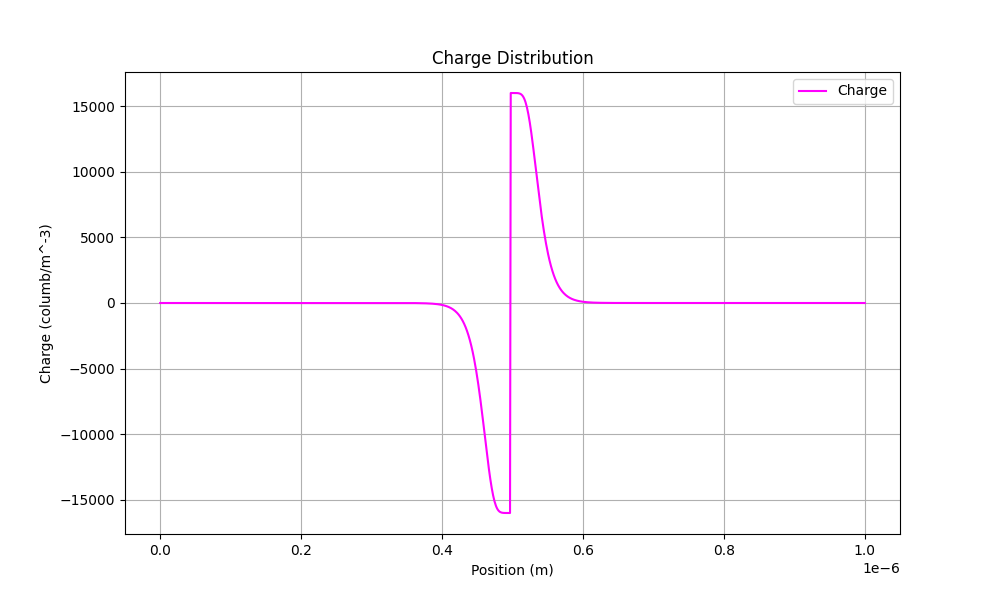 Charge Distribution
Charge
15000
10000
5000
0
−5000
−10000
−15000
Charge (columb/m^-3)
0.0 0.2 0.4 0.6 0.8 1.0
1e−6
Position (m)